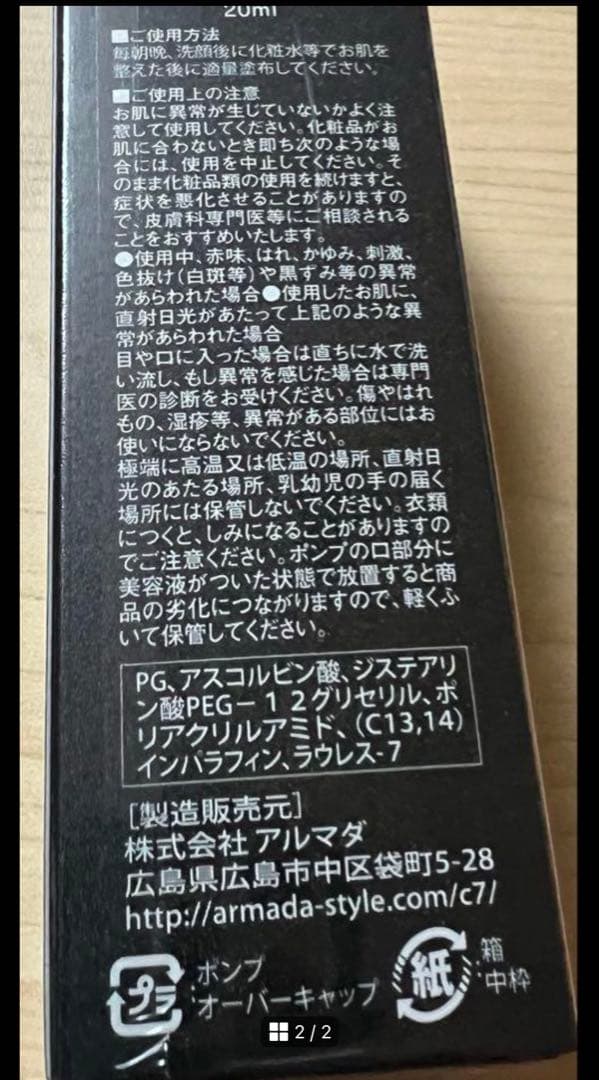 20ml
■ご使用方法
毎朝晩、洗顔後に化粧水等でお肌を
整えた後に適量塗布してください。
■ご使用上の注意
お肌に異常が生じていないかよく注
意して使用してください。化粧品がお
肌に合わないとき即ち次のような場
合には、使用を中止してください。そ
のまま化粧品類の使用を続けますと、
症状を悪化させることがありますの
で、皮膚科専門医等にご相談される
ことをおすすめいたします。
●使用中、赤味、はれ、かゆみ、刺激、
色抜け(白斑等)や黒ずみ等の異常
があらわれた場合●使用したお肌に、
直射日光があたって上記のような異
常があらわれた場合
目や口に入った場合は直ちに水で洗
い流し、もし異常を感じた場合は専門
医の診断をお受けください。傷やはれ
もの、湿疹等、異常がある部位にはお
使いにならないでください。
極端に高温又は低温の場所、直射日
光のあたる場所、乳幼児の手の届く
場所には保管しないでください。衣類
につくと、しみになることがありますの
でご注意ください。ポンプの口部分に
美容液がついた状態で放置すると商
品の劣化につながりますので、軽くふ
いて保管してください。
PG、アスコルビン酸、ジステアリ
ン酸PEG－１２グリセリル、ポ
リアクリルアミド、(C13,14)
インパラフィン、ラウレス-7
[製造販売元]
株式会社 アルマダ
広島県広島市中区袋町5-28
http://armada-style.com/c7/
プラ
ポンプ
オーバーキャップ
紙
:箱
:中枠
2/2